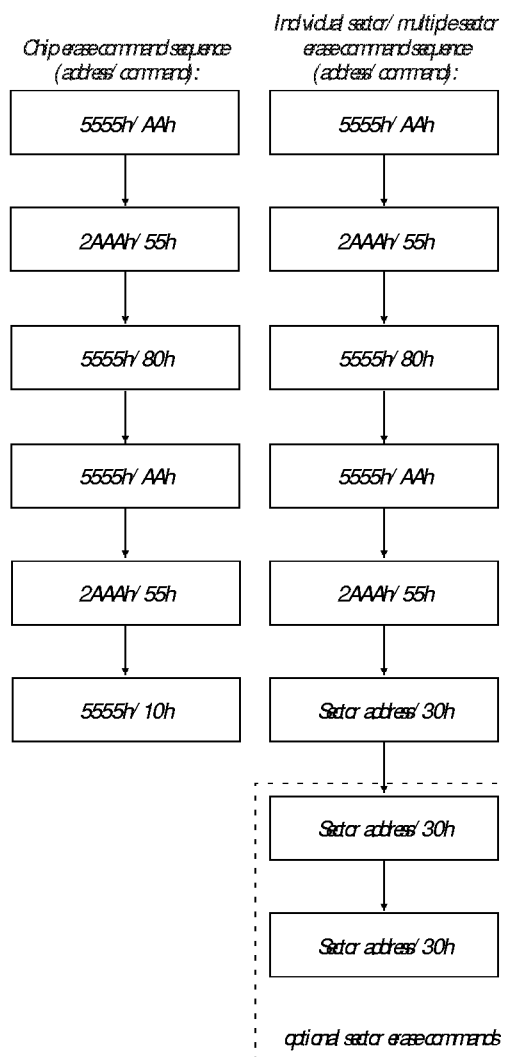 Chip erase command sequence
(address/ command):
5555h/ AAh
2AAAh/ 55h
5555h/ 80h
5555h/ AAh
2AAAh/ 55h
5555h/ 10h
Individual sector/ multiple sector
erase command sequence
(address/ command):
5555h/ AAh
2AAAh/ 55h
5555h/ 80h
5555h/ AAh
2AAAh/ 55h
Sector address/ 30h
Sector address/ 30h
Sector address/ 30h
optional sector erase commands